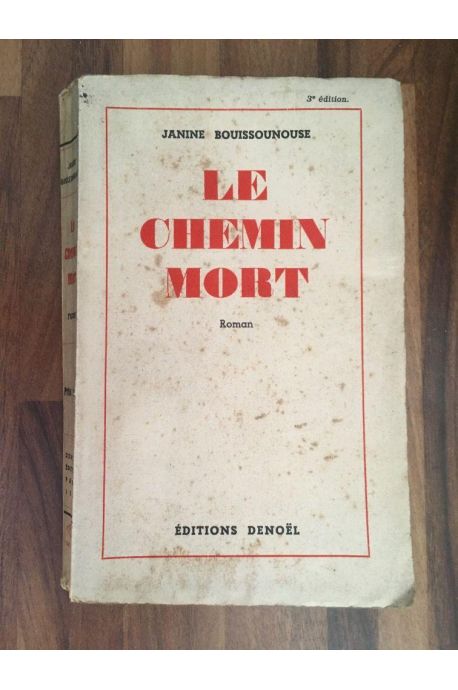 3e édition.
JANINE BOUISSOUNOUSE
LE
CHEMIN
MORT
Roman
ÉDITIONS DENOËL